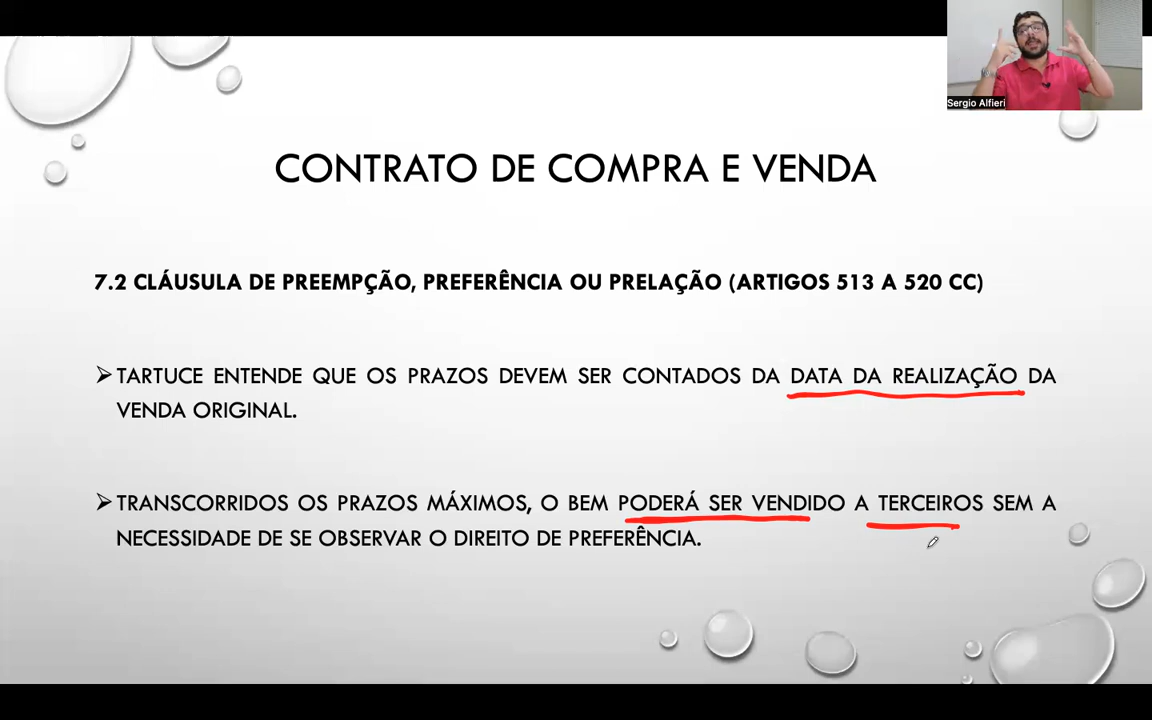 Sergio Alfieri
CONTRATO DE COMPRA E VENDA
7.2 CLÁUSULA DE PREEMPÇÃO, PREFERÊNCIA OU PRELAÇÃO (ARTIGOS 513 A 520 CC)
TARTUCE ENTENDE QUE OS PRAZOS DEVEM SER CONTADOS DA DATA DA REALIZAÇÃO DA
VENDA ORIGINAL.
TRANSCORRIDOS OS PRAZOS MÁXIMOS, O BEM PODERÁ SER VENDIDO A TERCEIROS SEM A
NECESSIDADE DE SE OBSERVAR O DIREITO DE PREFERÊNCIA.